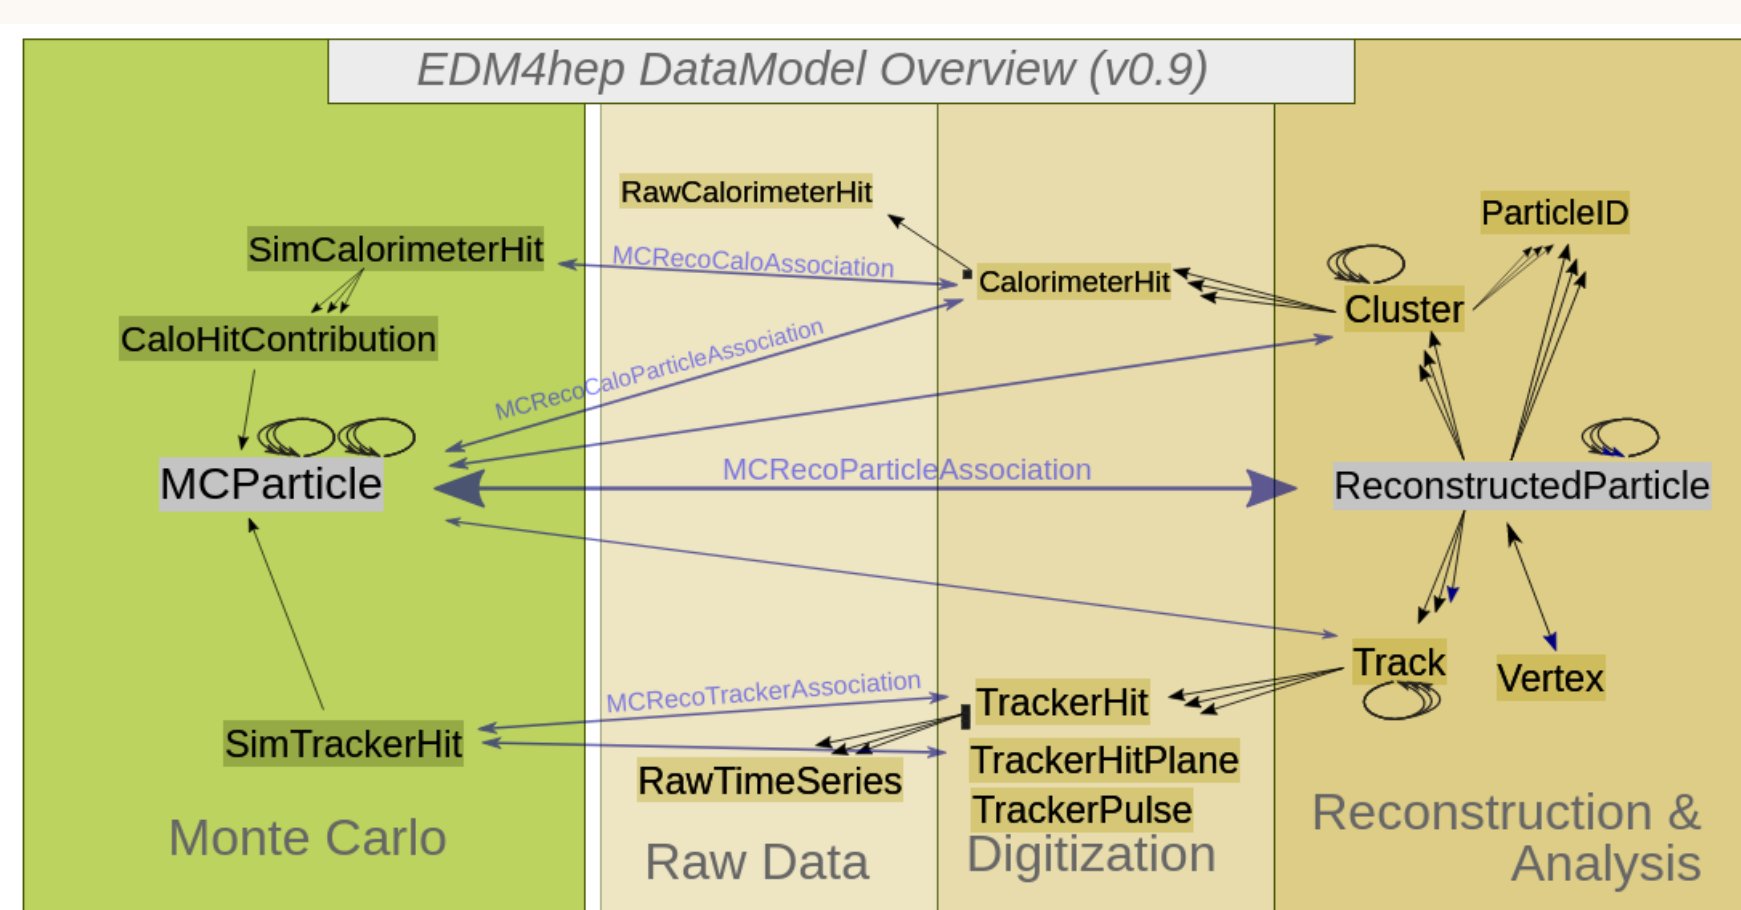 EDM4hep DataModel Overview (v0.9)
RawCalorimeterHit
ParticleID
SimCalorimeterHit
MCRecoCaloAssociation
CalorimeterHit
Cluster
CaloHitContribution
MCRecoCaloParticleAssociation
MCParticle
MCRecoParticleAssociation
ReconstructedParticle
Track
Vertex
MCRecoTrackerAssociation
TrackerHit
SimTrackerHit
RawTimeSeries
TrackerHitPlane
TrackerPulse
Monte Carlo
Raw Data
Digitization
Reconstruction &
Analysis